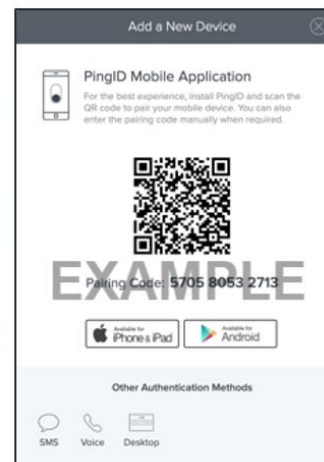 Add a New Device
PingID Mobile Application
For the best experience, install PingID and scan the
QR code to pair your mobile device. You can also
enter the pairing code manually when required.
EXAMPLE
Pairing Code: 5705 8053 2713
Available for
iPhone & iPad
Available for
Android
Other Authentication Methods
SMS Voice Desktop